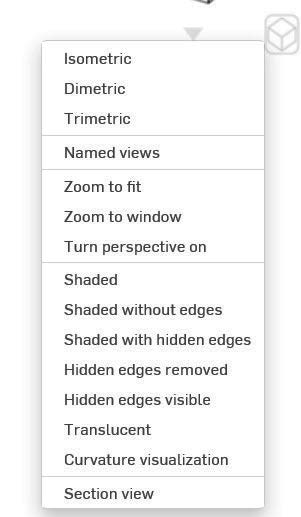 Isometric
Dimetric
Trimetric
Named views
Zoom to fit
Zoom to window
Turn perspective on
Shaded
Shaded without edges
Shaded with hidden edges
Hidden edges removed
Hidden edges visible
Translucent
Curvature visualization
Section view